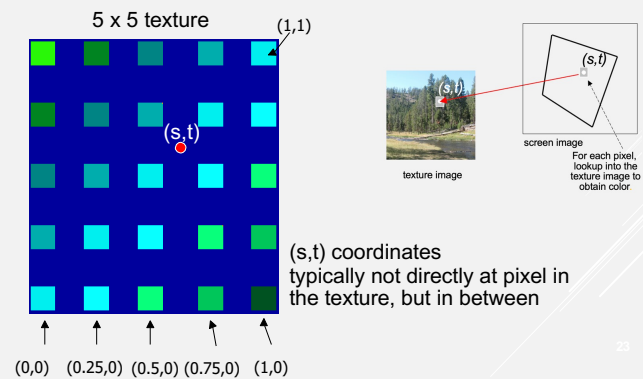 5 x 5 texture
(1,1)
(s,t)
(s,t)
(s,t)
screen image
texture image
For each pixel,
lookup into the
texture image to
obtain color
(s,t) coordinates
typically not directly at pixel in
the texture, but in between
(0,0) (0.25,0) (0.5,0) (0.75,0) (1,0)
23